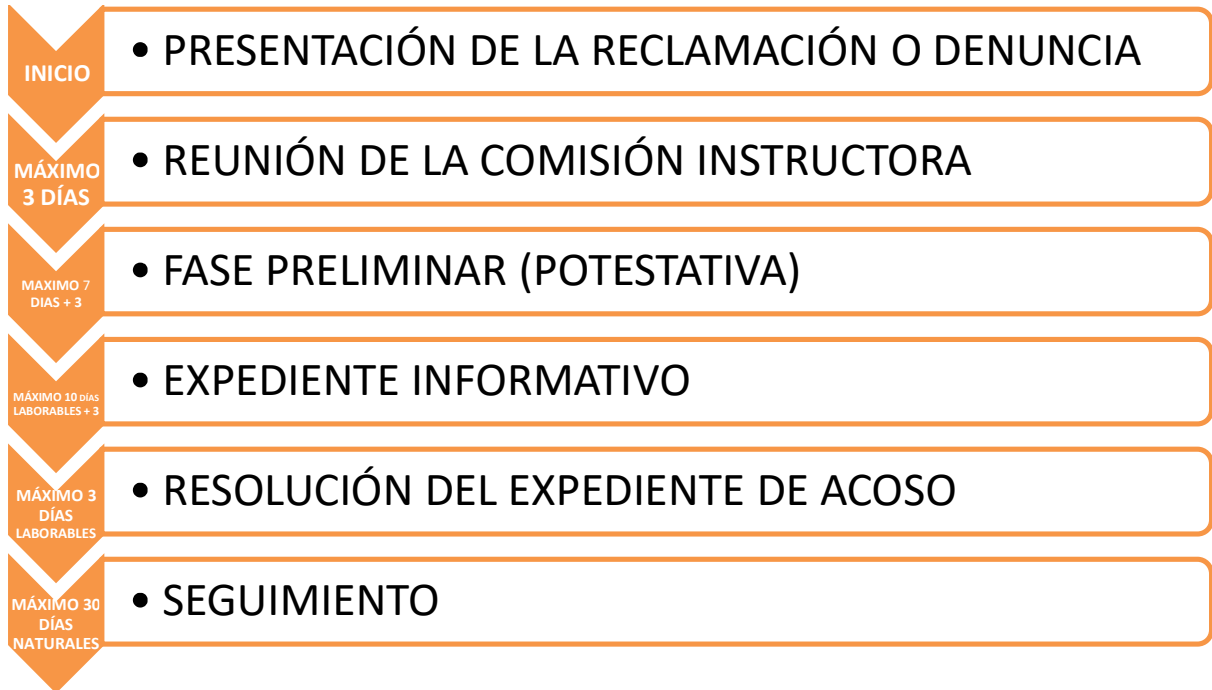 INICIO
• PRESENTACIÓN DE LA RECLAMACIÓN O DENUNCIA
MÁXIMO
3 DÍAS
• REUNIÓN DE LA COMISIÓN INSTRUCTORA
MAXIMO 7
DIAS + 3
• FASE PRELIMINAR (POTESTATIVA)
MÁXIMO 10 DÍAS
LABORABLES + 3
• EXPEDIENTE INFORMATIVO
MÁXIMO 3
DÍAS
LABORABLES
• RESOLUCIÓN DEL EXPEDIENTE DE ACOSO
MÁXIMO 30
DÍAS
NATURALES
• SEGUIMIENTO